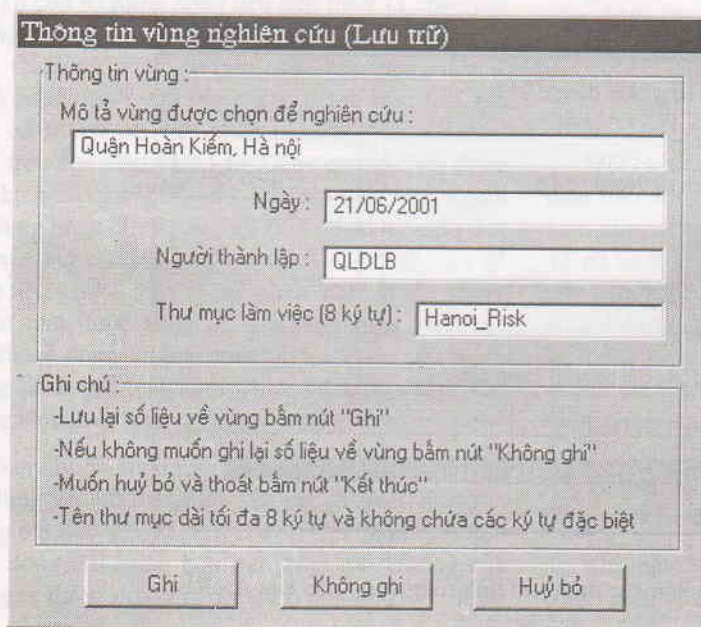 Thông tin vùng nghiên cứu (Lưu trữ)
Thông tin vùng :
Mô tả vùng được chọn để nghiên cứu :
Quận Hoàn Kiếm, Hà nội
Ngày : 21/06/2001
Người thành lập : QLDLB
Thư mục làm việc (8 ký tự) : Hanoi_Risk
Ghi chú :
-Lưu lại số liệu về vùng bấm nút "Ghi"
-Nếu không muốn ghi lại số liệu về vùng bấm nút "Không ghi"
-Muốn huỷ bỏ và thoát bấm nút "Kết thúc"
-Tên thư mục dài tối đa 8 ký tự và không chứa các ký tự đặc biệt
Ghi Không ghi Huỷ bỏ